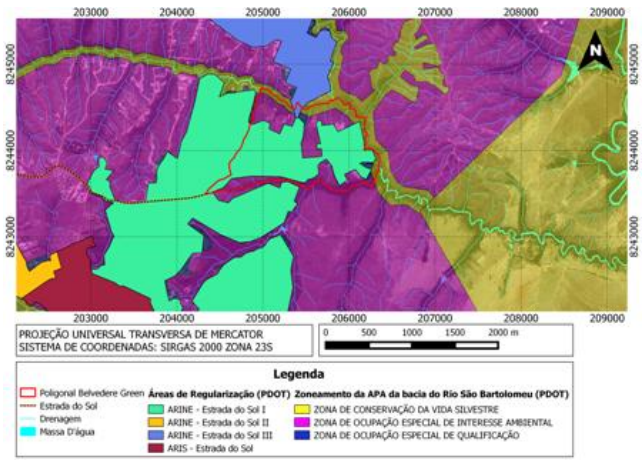 203000 204000 205000 206000 207000 208000 209000
N
8245000 8245000
8244000 8244000
8243000 8243000
203000 204000 205000 206000 207000 208000 209000
PROJEÇÃO UNIVERSAL TRANSVERSA DE MERCATOR
SISTEMA DE COORDENADAS: SIRGAS 2000 ZONA 23S
0 500 1000 1500 2000 m
Legenda
Poligonal Belvedere Green
Estrada do Sol
Drenagem
Massa D'água
Áreas de Regularização (PDOT)
ARINE - Estrada do Sol I
ARINE - Estrada do Sol II
ARINE - Estrada do Sol III
ARIS - Estrada do Sol
Zoneamento da APA da bacia do Rio São Bartolomeu (PDOT)
ZONA DE CONSERVAÇÃO DA VIDA SILVESTRE
ZONA DE OCUPAÇÃO ESPECIAL DE INTERESSE AMBIENTAL
ZONA DE OCUPAÇÃO ESPECIAL DE QUALIFICAÇÃO